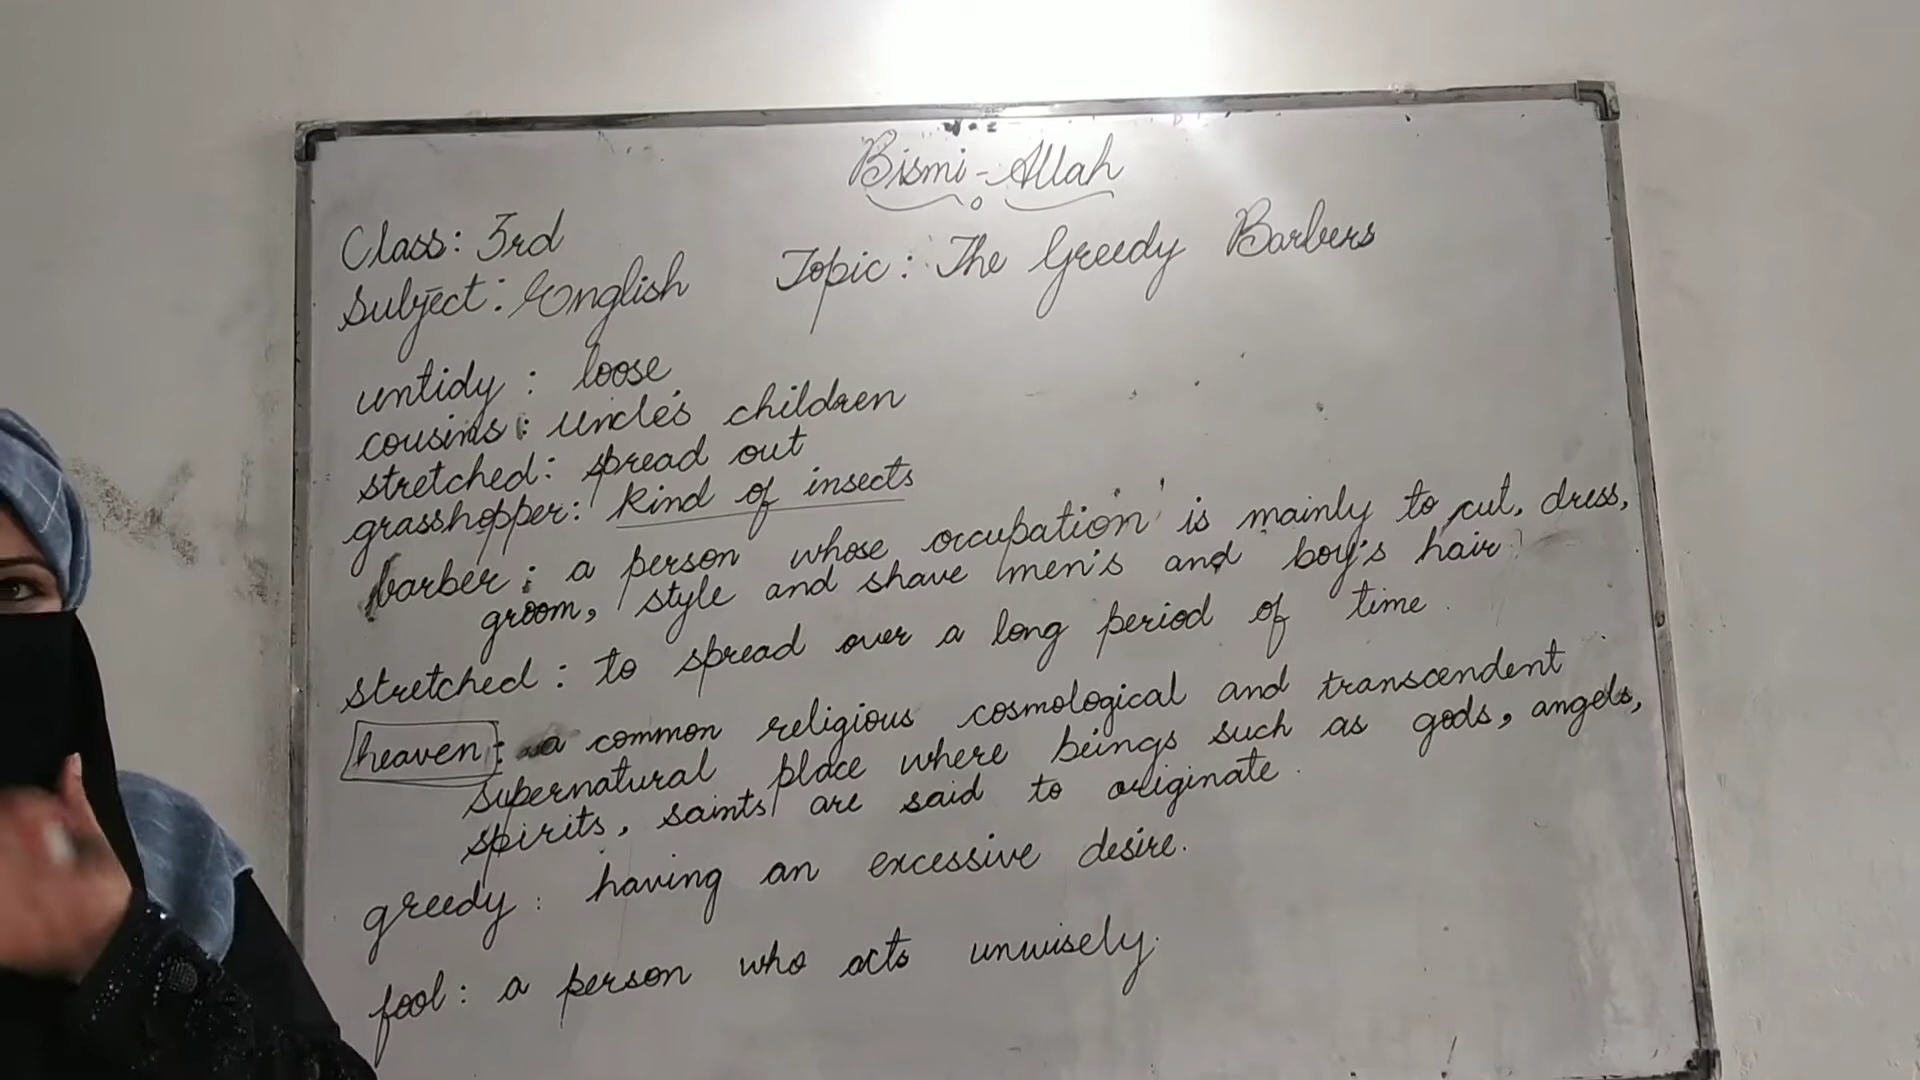 Bismi-Allah
Class: 3rd
Subject: English Topic: The Greedy Barbers
untidy: loose
cousins: uncle's children
stretched: spread out
grasshopper: kind of insects
barber: a person whose occupation is mainly to cut, dress,
groom, style and shave men's and boy's hair
stretched: to spread over a long period of time.
heaven: a common religious cosmological and transcendent
supernatural place where beings such as gods, angels,
spirits, saints are said to originate.
greedy: having an excessive desire.
fool: a person who acts unwisely.